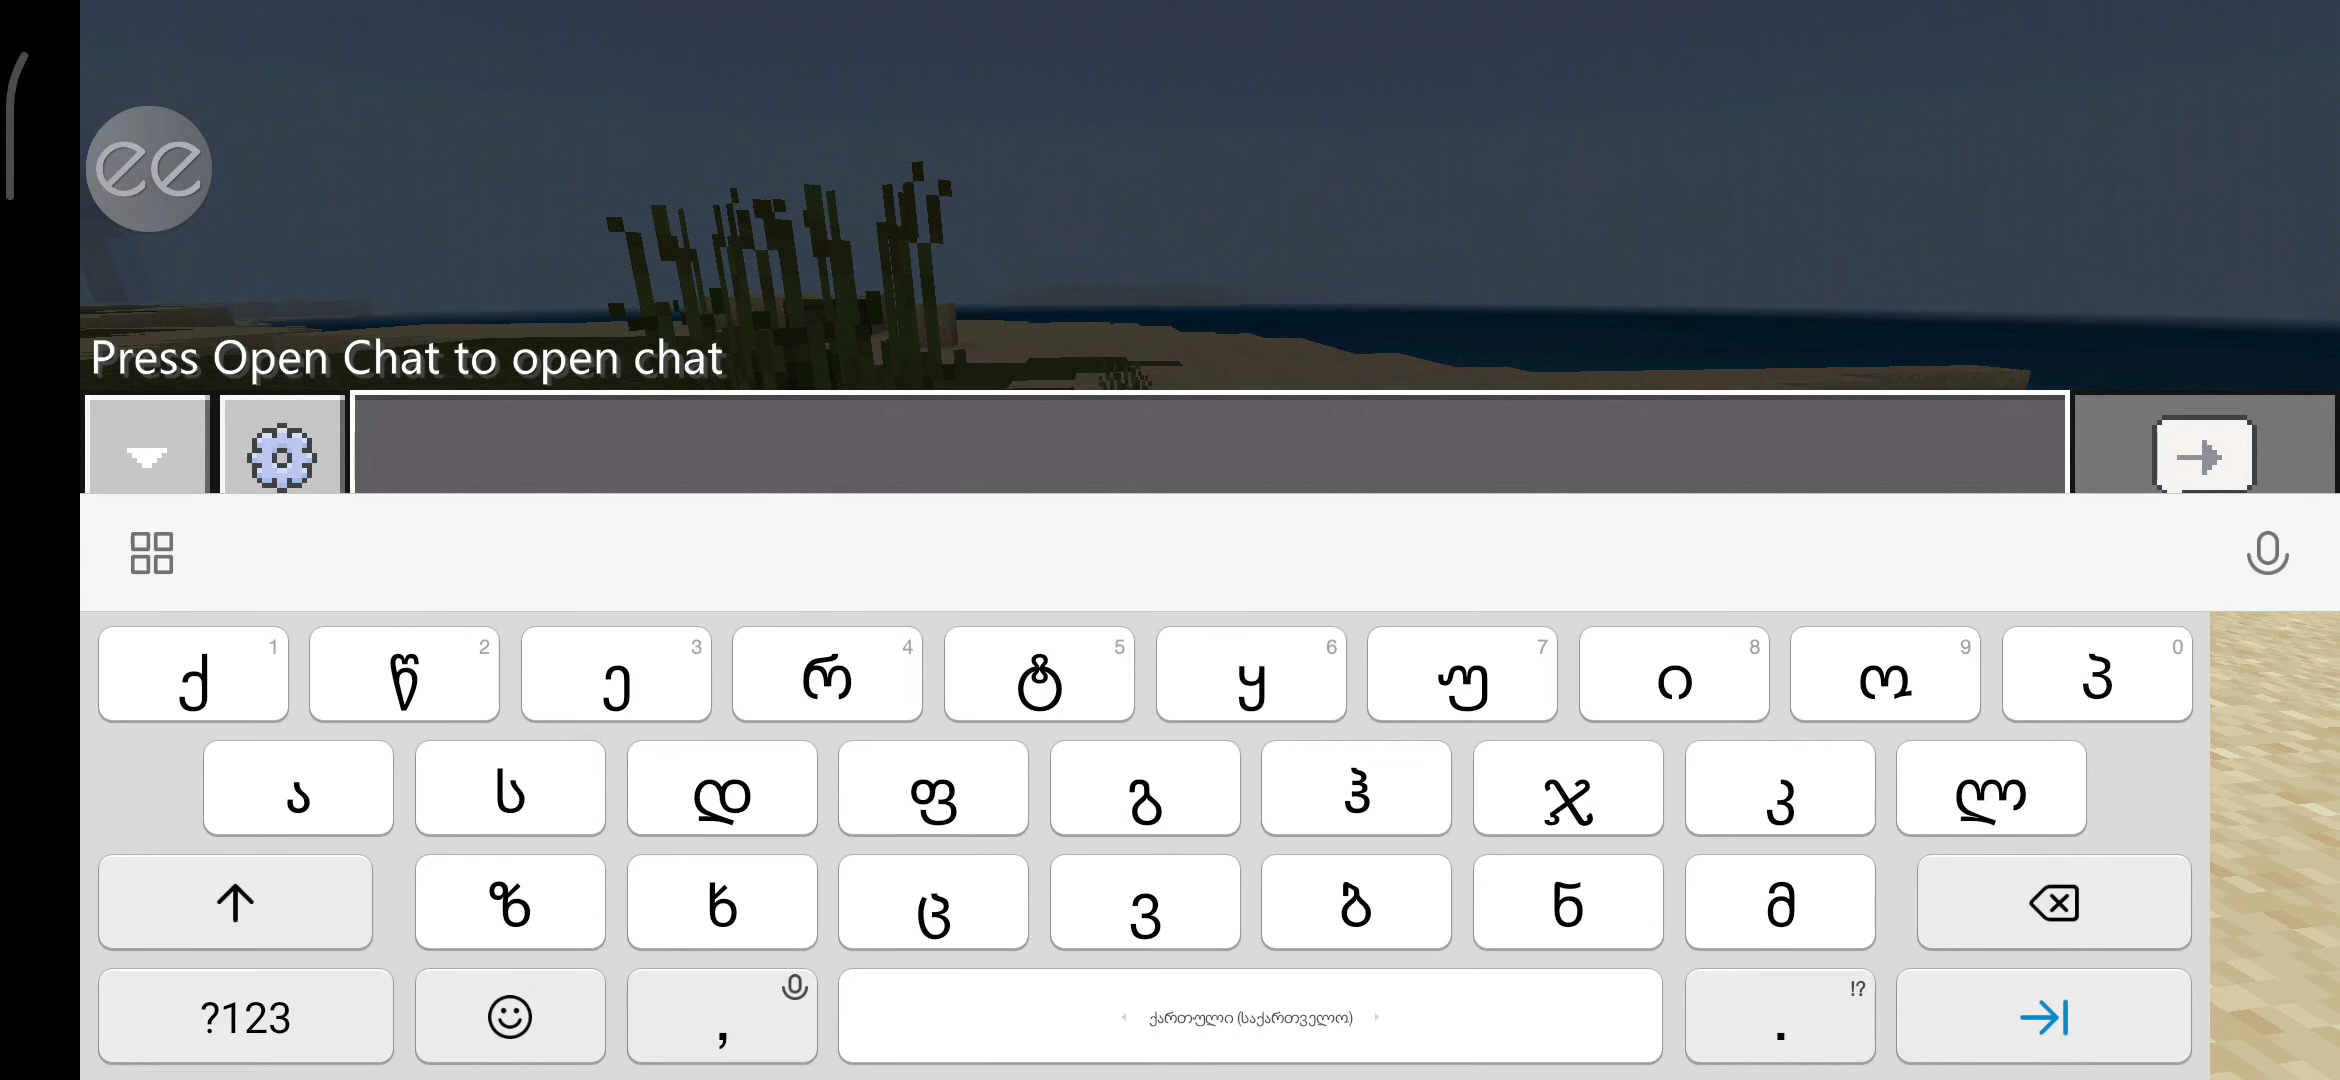 ee
Press Open Chat to open chat
ქ 1 წ 2 ე 3 რ 4 ტ 5 ყ 6 უ 7 ი 8 ო 9 პ 0
ა ს დ ფ გ ჰ ჯ კ ლ
ზ ხ ც ვ ბ ნ მ
?123 , ქართული (საქართველო) . !?